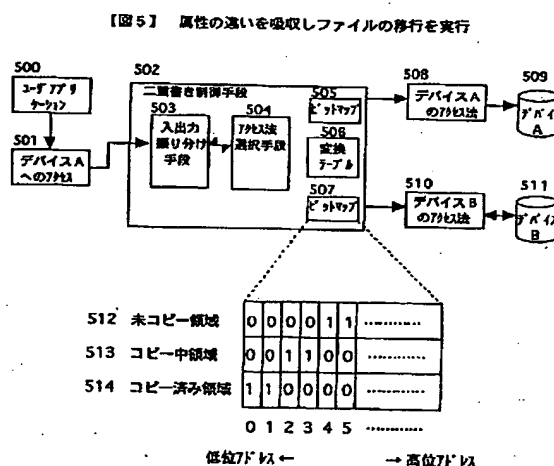 【図5】 属性の違いを吸収しファイルの移行を実行
500
ユーザアプリ
ケーション
501
デバイスA
へのアクセス
502
二重書き制御手段
503
入出力
振り分け
手段
504
アクセス法
選択手段
505
ビットマップ
506
変換
テーブル
507
ビットマップ
508
デバイスA
のアクセス法
509
デバイス
A
510
デバイスB
のアクセス法
511
デバイス
B
512 未コピー領域 0 0 0 0 1 1 …………
513 コピー中領域 0 0 1 1 0 0 …………
514 コピー済み領域 1 1 0 0 0 0 …………
0 1 2 3 4 5 …………
低位アドレス ← →高位アドレス